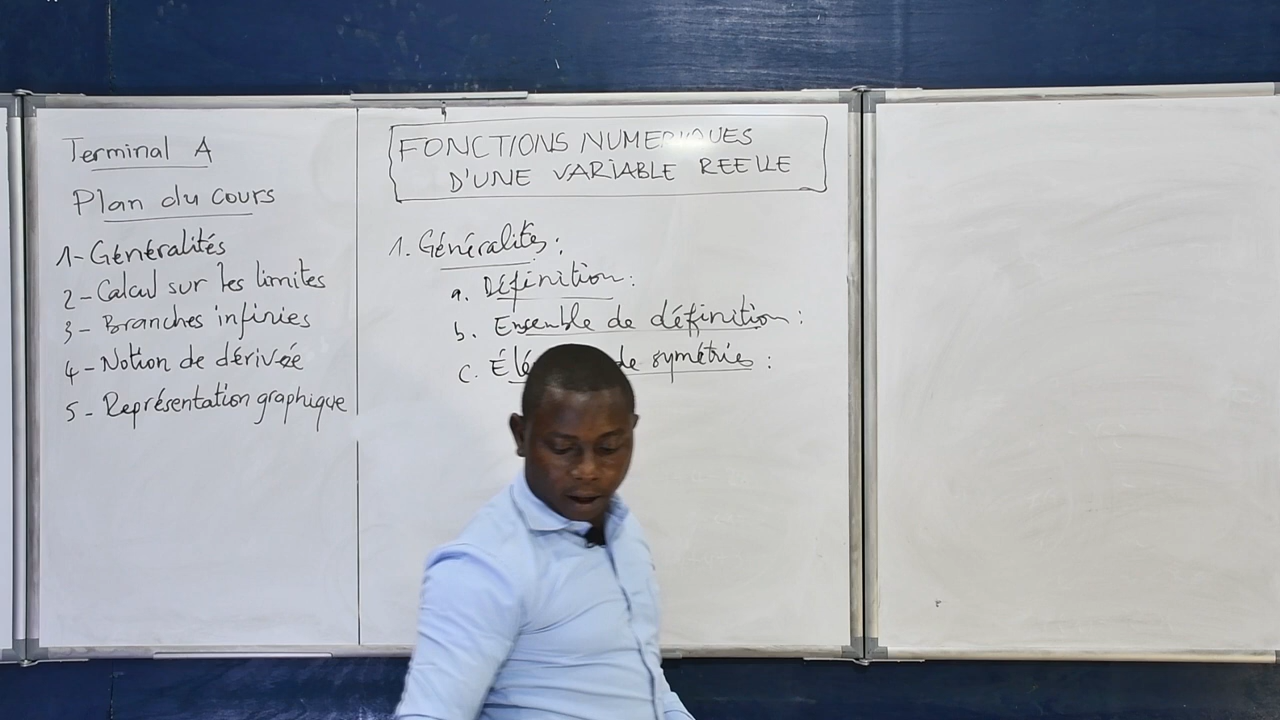 Terminal A
Plan du Cours
1- Généralités
2- Calcul sur les limites
3- Branches infinies
4- Notion de dérivée
5- Représentation graphique
FONCTIONS NUMERIQUES
D'UNE VARIABLE REELLE
1. Généralités:
a. Définition:
b. Ensemble de définition:
c. de symétrie: